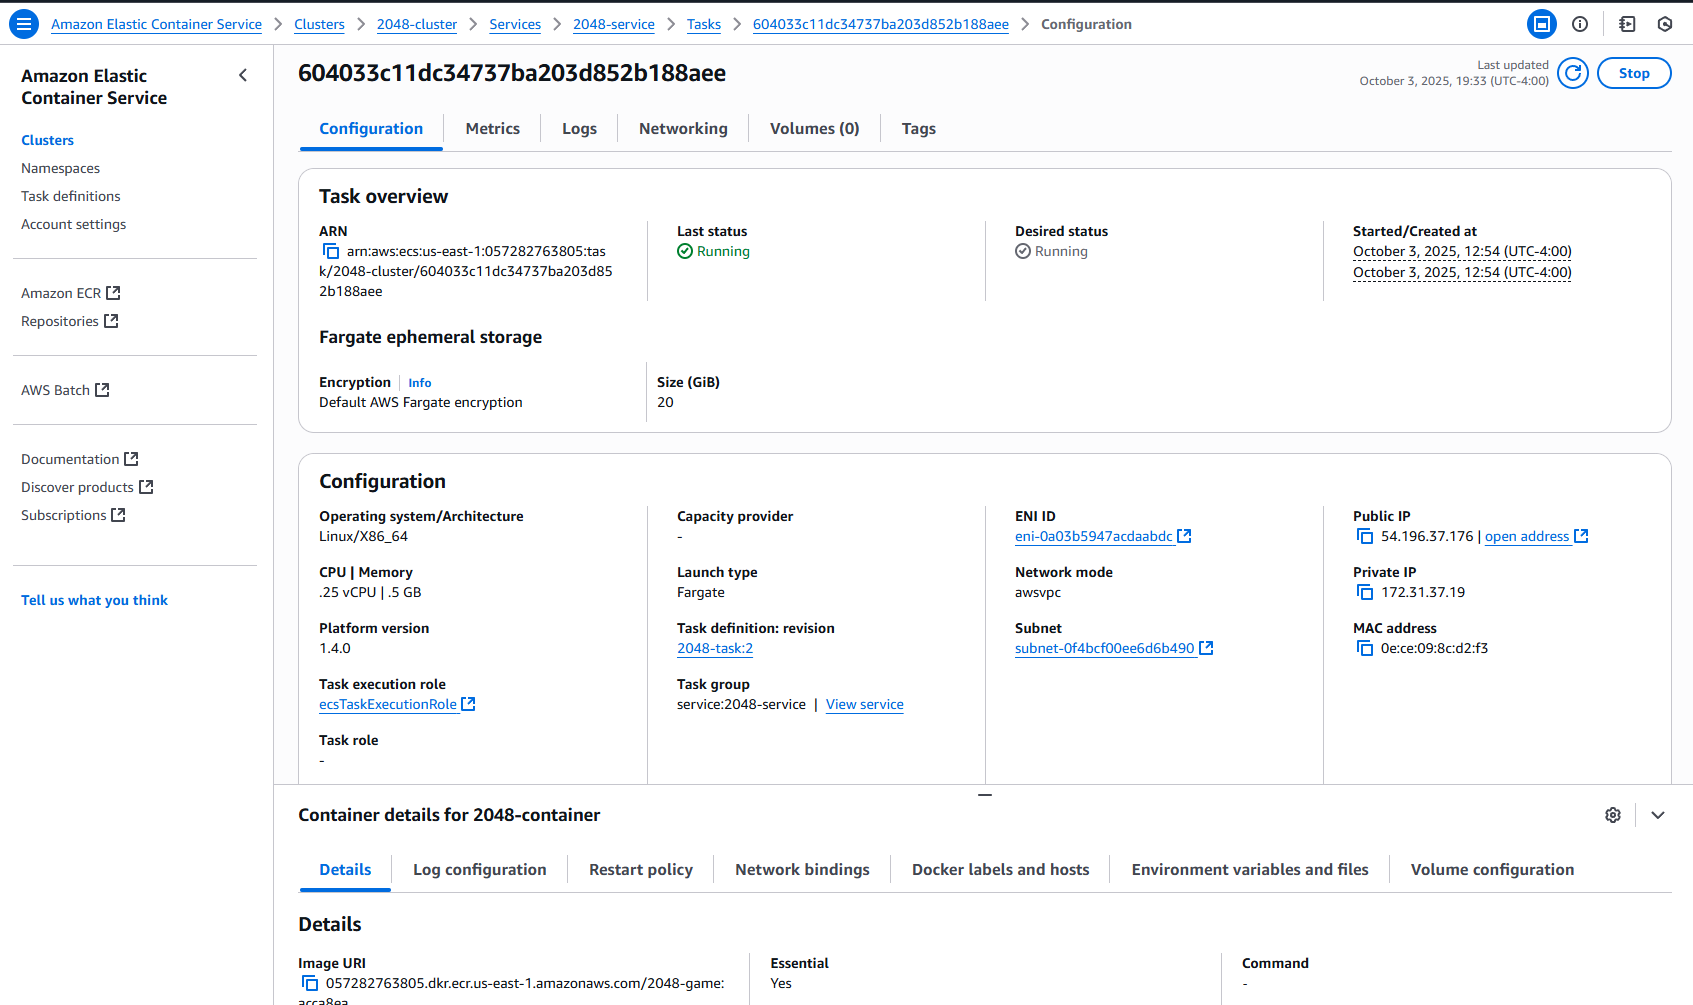 Amazon Elastic Container Service > Clusters > 2048-cluster > Services > 2048-service > Tasks > 604033c11dc34737ba203d852b188aee > Configuration
Amazon Elastic
Container Service
Clusters
Namespaces
Task definitions
Account settings
Amazon ECR
Repositories
AWS Batch
Documentation
Discover products
Subscriptions
Tell us what you think
604033c11dc34737ba203d852b188aee
Last updated
October 3, 2025, 19:33 (UTC-4:00)
Stop
Configuration
Metrics
Logs
Networking
Volumes (0)
Tags
Task overview
ARN
arn:aws:ecs:us-east-1:057282763805:tas
k/2048-cluster/604033c11dc34737ba203d85
2b188aee
Last status
Running
Desired status
Running
Started/Created at
October 3, 2025, 12:54 (UTC-4:00)
October 3, 2025, 12:54 (UTC-4:00)
Fargate ephemeral storage
Encryption | Info
Default AWS Fargate encryption
Size (GiB)
20
Configuration
Operating system/Architecture
Linux/X86_64
CPU | Memory
.25 vCPU | .5 GB
Platform version
1.4.0
Task execution role
ecsTaskExecutionRole
Task role
-
Capacity provider
-
Launch type
Fargate
Task definition: revision
2048-task:2
Task group
service:2048-service | View service
ENI ID
eni-0a03b5947acdaabdc
Network mode
awsvpc
Subnet
subnet-0f4bcf00ee6d6b490
Public IP
54.196.37.176 | open address
Private IP
172.31.37.19
MAC address
0e:ce:09:8c:d2:f3
Container details for 2048-container
Details
Log configuration
Restart policy
Network bindings
Docker labels and hosts
Environment variables and files
Volume configuration
Details
Image URI
057282763805.dkr.ecr.us-east-1.amazonaws.com/2048-game:
acca8ea
Essential
Yes
Command
-